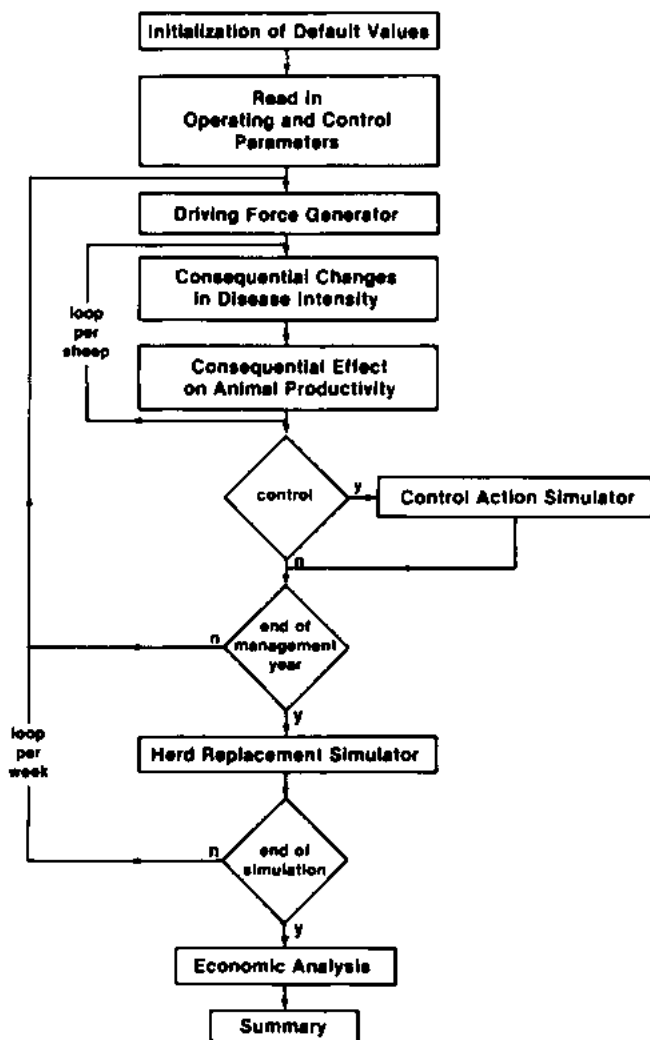 Initialization of Default Values
Read in
Operating and Control
Parameters
Driving Force Generator
Consequential Changes
in Disease Intensity
loop
per
sheep
Consequential Effect
on Animal Productivity
control
y
Control Action Simulator
n
end of
management
year
n
y
loop
per
week
Herd Replacement Simulator
end of
simulation
n
y
Economic Analysis
Summary